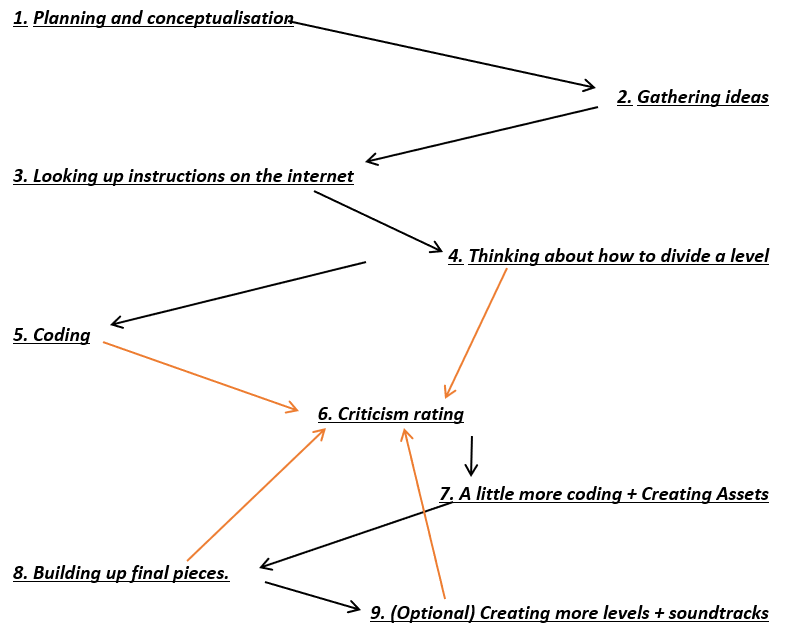 1. Planning and conceptualisation
2. Gathering ideas
3. Looking up instructions on the internet
4. Thinking about how to divide a level
5. Coding
6. Criticism rating
7. A little more coding + Creating Assets
8. Building up final pieces.
9. (Optional) Creating more levels + soundtracks